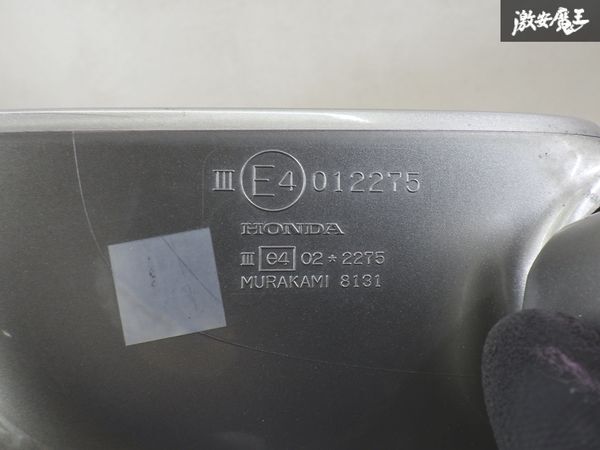 激安魔王
III E4 012275
HONDA
III e4 02*2275
MURAKAMI 8131